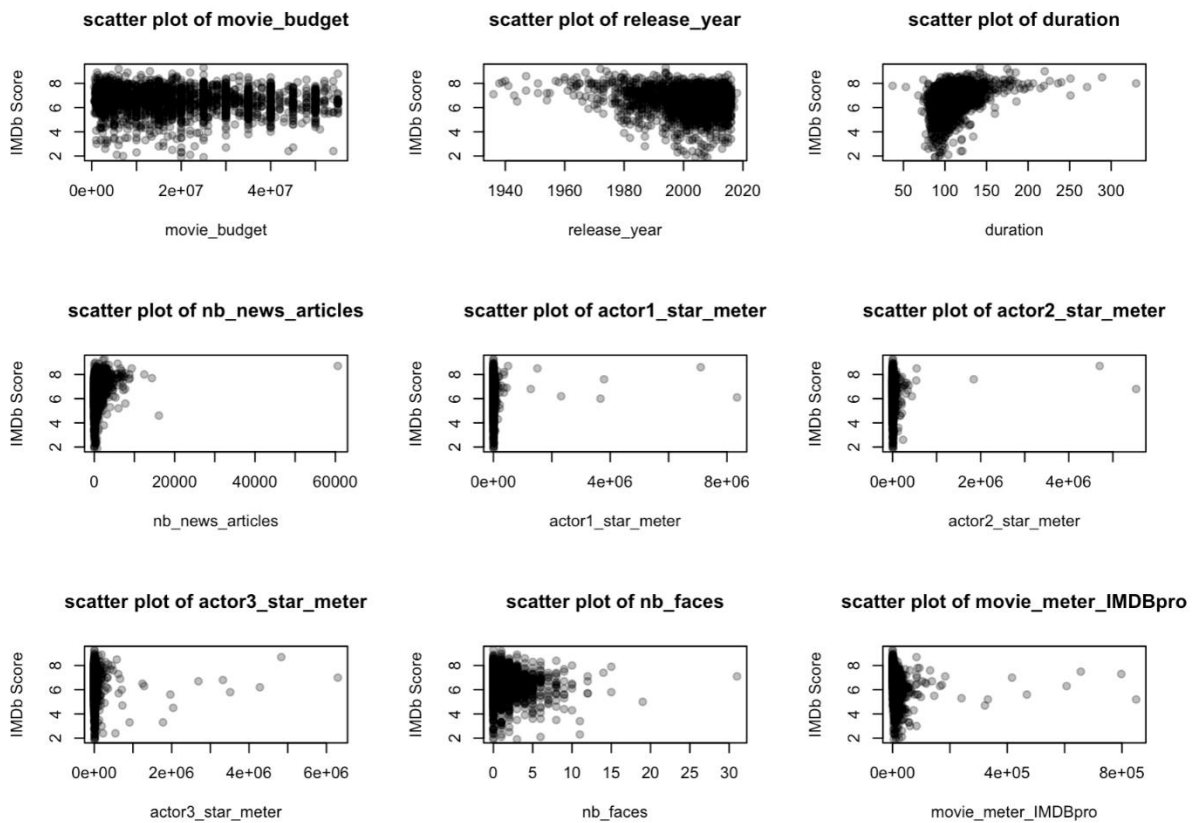 scatter plot of movie_budget
IMDb Score
8
6
4
2
0e+00 2e+07 4e+07
movie_budget
scatter plot of release_year
IMDb Score
8
6
4
2
1940 1960 1980 2000 2020
release_year
scatter plot of duration
IMDb Score
8
6
4
2
50 100 150 200 250 300
duration
scatter plot of nb_news_articles
IMDb Score
8
6
4
2
0 20000 60000
nb_news_articles
scatter plot of actor1_star_meter
IMDb Score
8
6
4
2
0e+00 4e+06 8e+06
actor1_star_meter
scatter plot of actor2_star_meter
IMDb Score
8
6
4
2
0e+00 2e+06 4e+06
actor2_star_meter
scatter plot of actor3_star_meter
IMDb Score
8
6
4
2
0e+00 2e+06 4e+06 6e+06
actor3_star_meter
scatter plot of nb_faces
IMDb Score
8
6
4
2
0 5 10 15 20 25 30
nb_faces
scatter plot of movie_meter_IMDBpro
IMDb Score
8
6
4
2
0e+00 4e+05 8e+05
movie_meter_IMDBpro